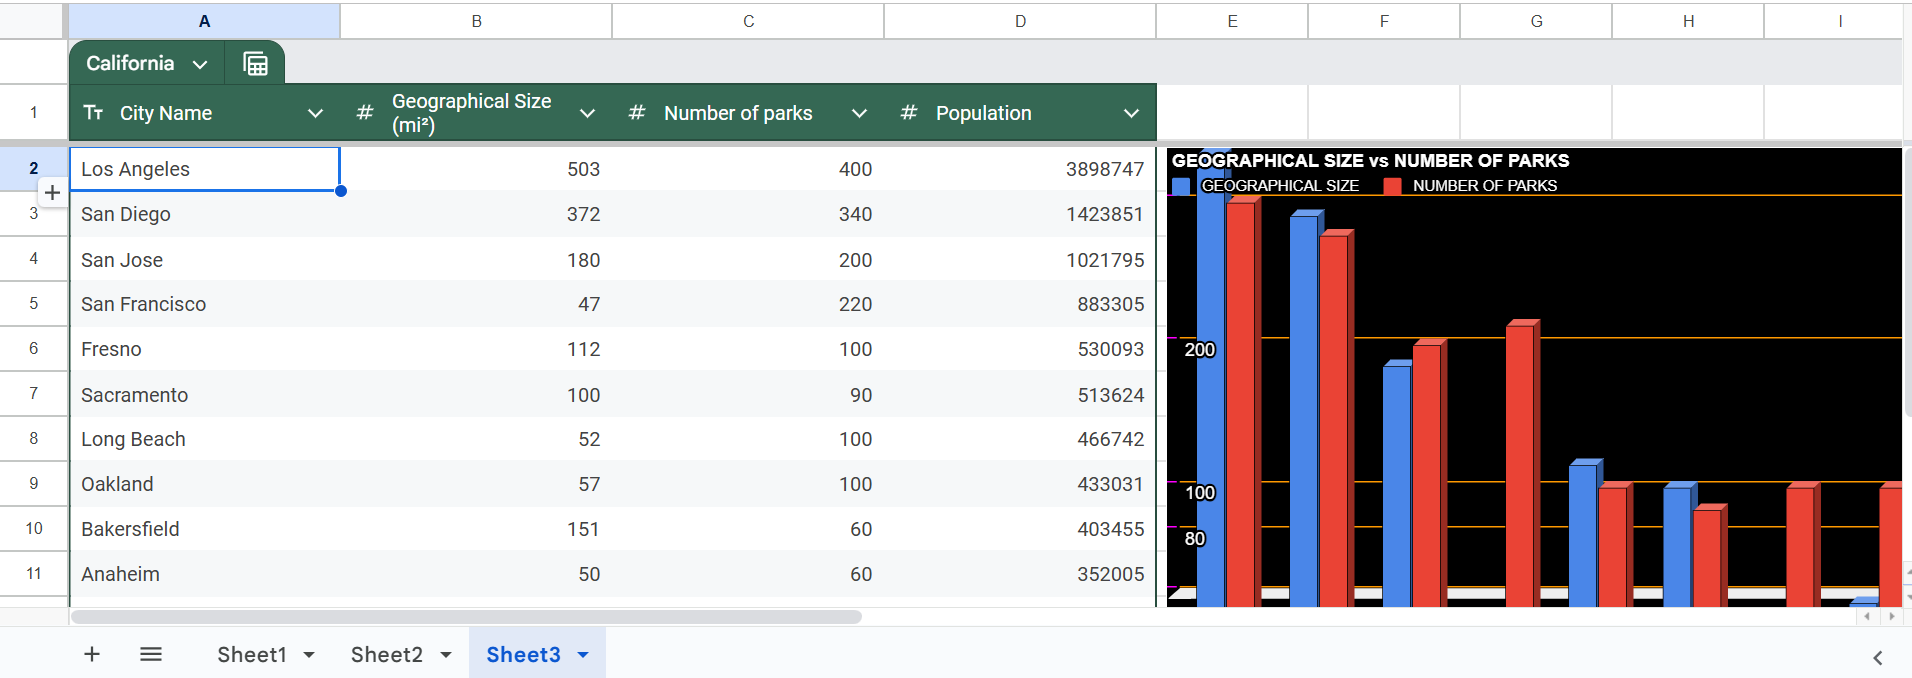 A B C D E F G H I
California
1 City Name # Geographical Size (mi²) # Number of parks # Population
2 Los Angeles 503 400 3898747
3 San Diego 372 340 1423851
4 San Jose 180 200 1021795
5 San Francisco 47 220 883305
6 Fresno 112 100 530093
7 Sacramento 100 90 513624
8 Long Beach 52 100 466742
9 Oakland 57 100 433031
10 Bakersfield 151 60 403455
11 Anaheim 50 60 352005
GEOGRAPHICAL SIZE vs NUMBER OF PARKS
GEOGRAPHICAL SIZE NUMBER OF PARKS
200
100
80
Sheet1 Sheet2 Sheet3